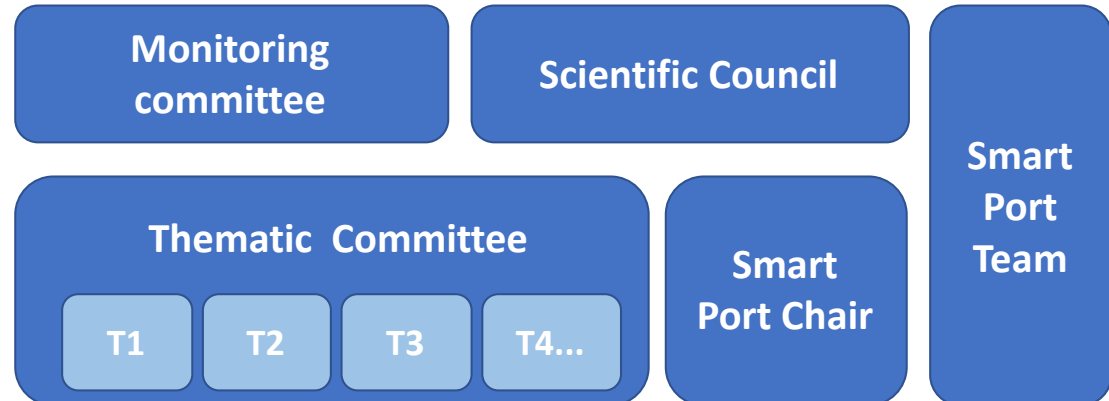 Monitoring
committee
Scientific Council
Smart
Port
Team
Thematic Committee
T1
T2
T3
T4...
Smart
Port Chair